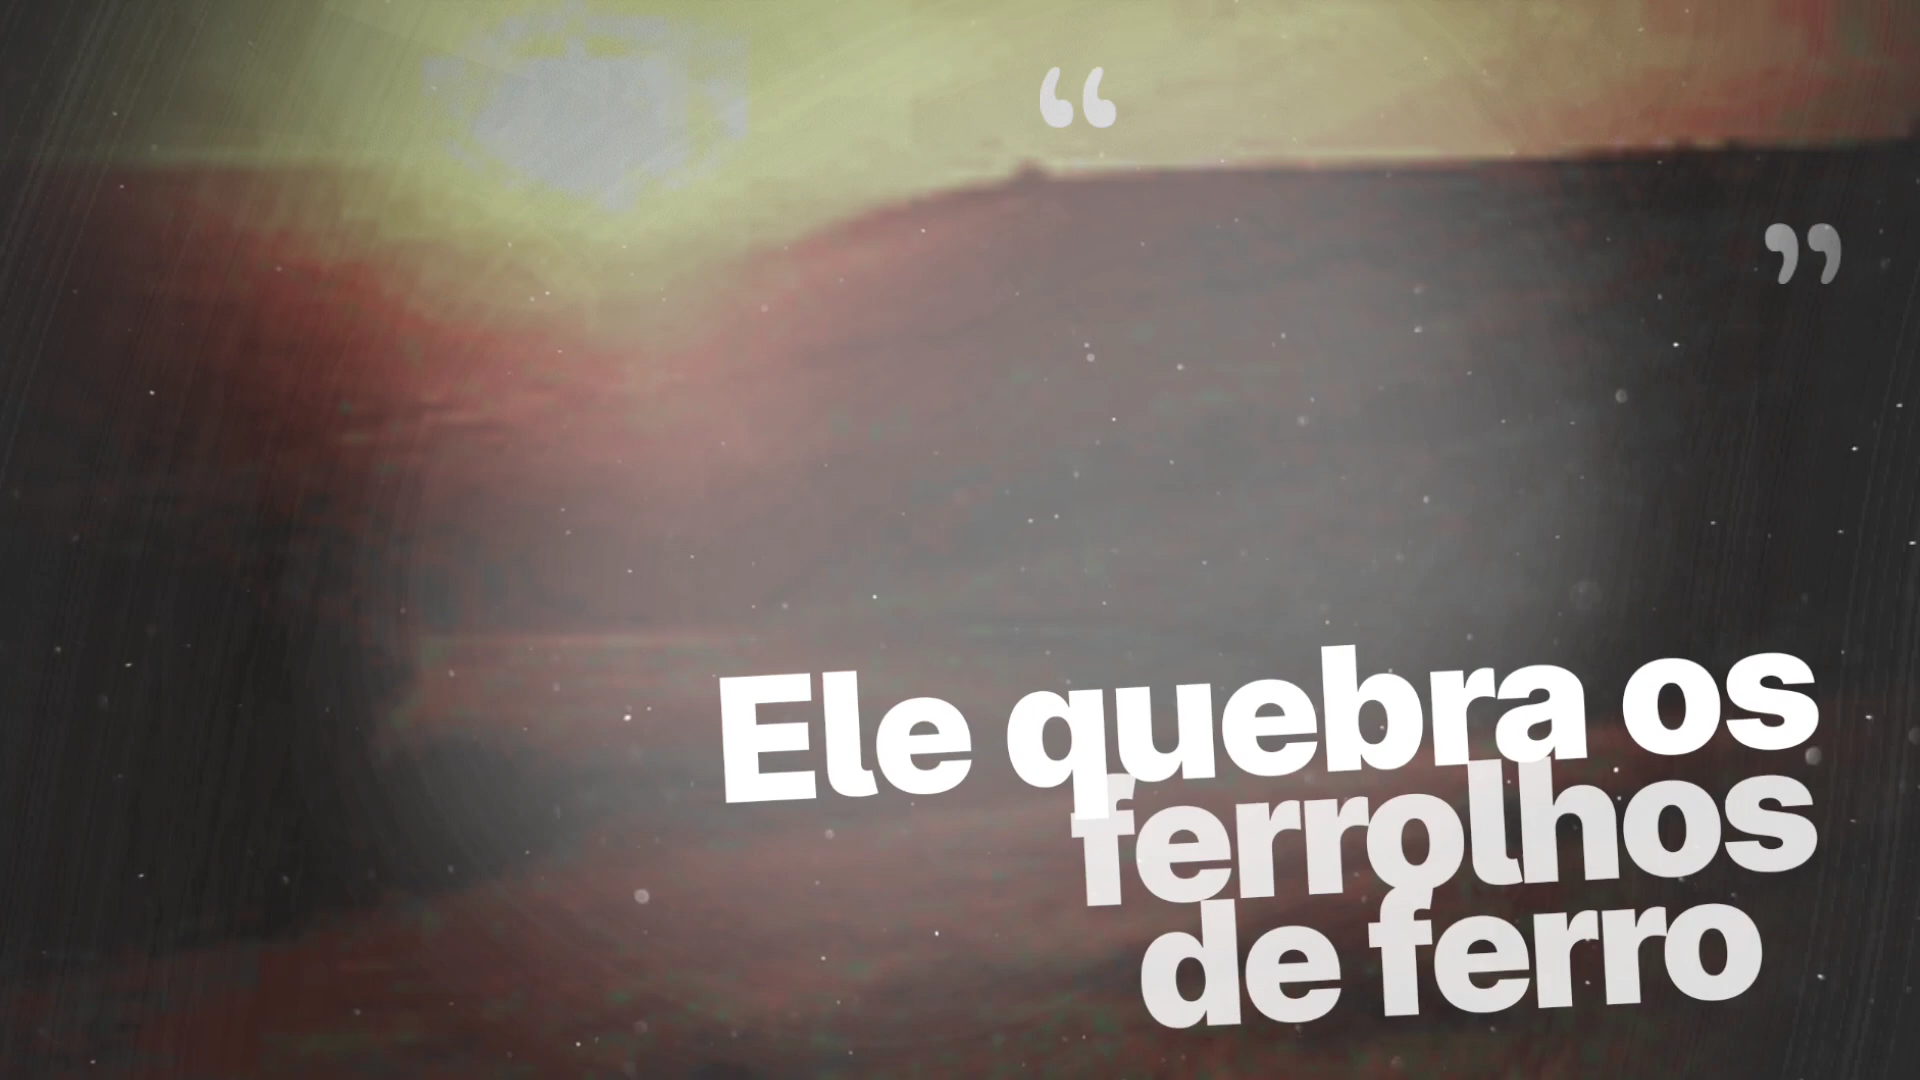 “
”
Ele quebra os
ferrolhos
de ferro